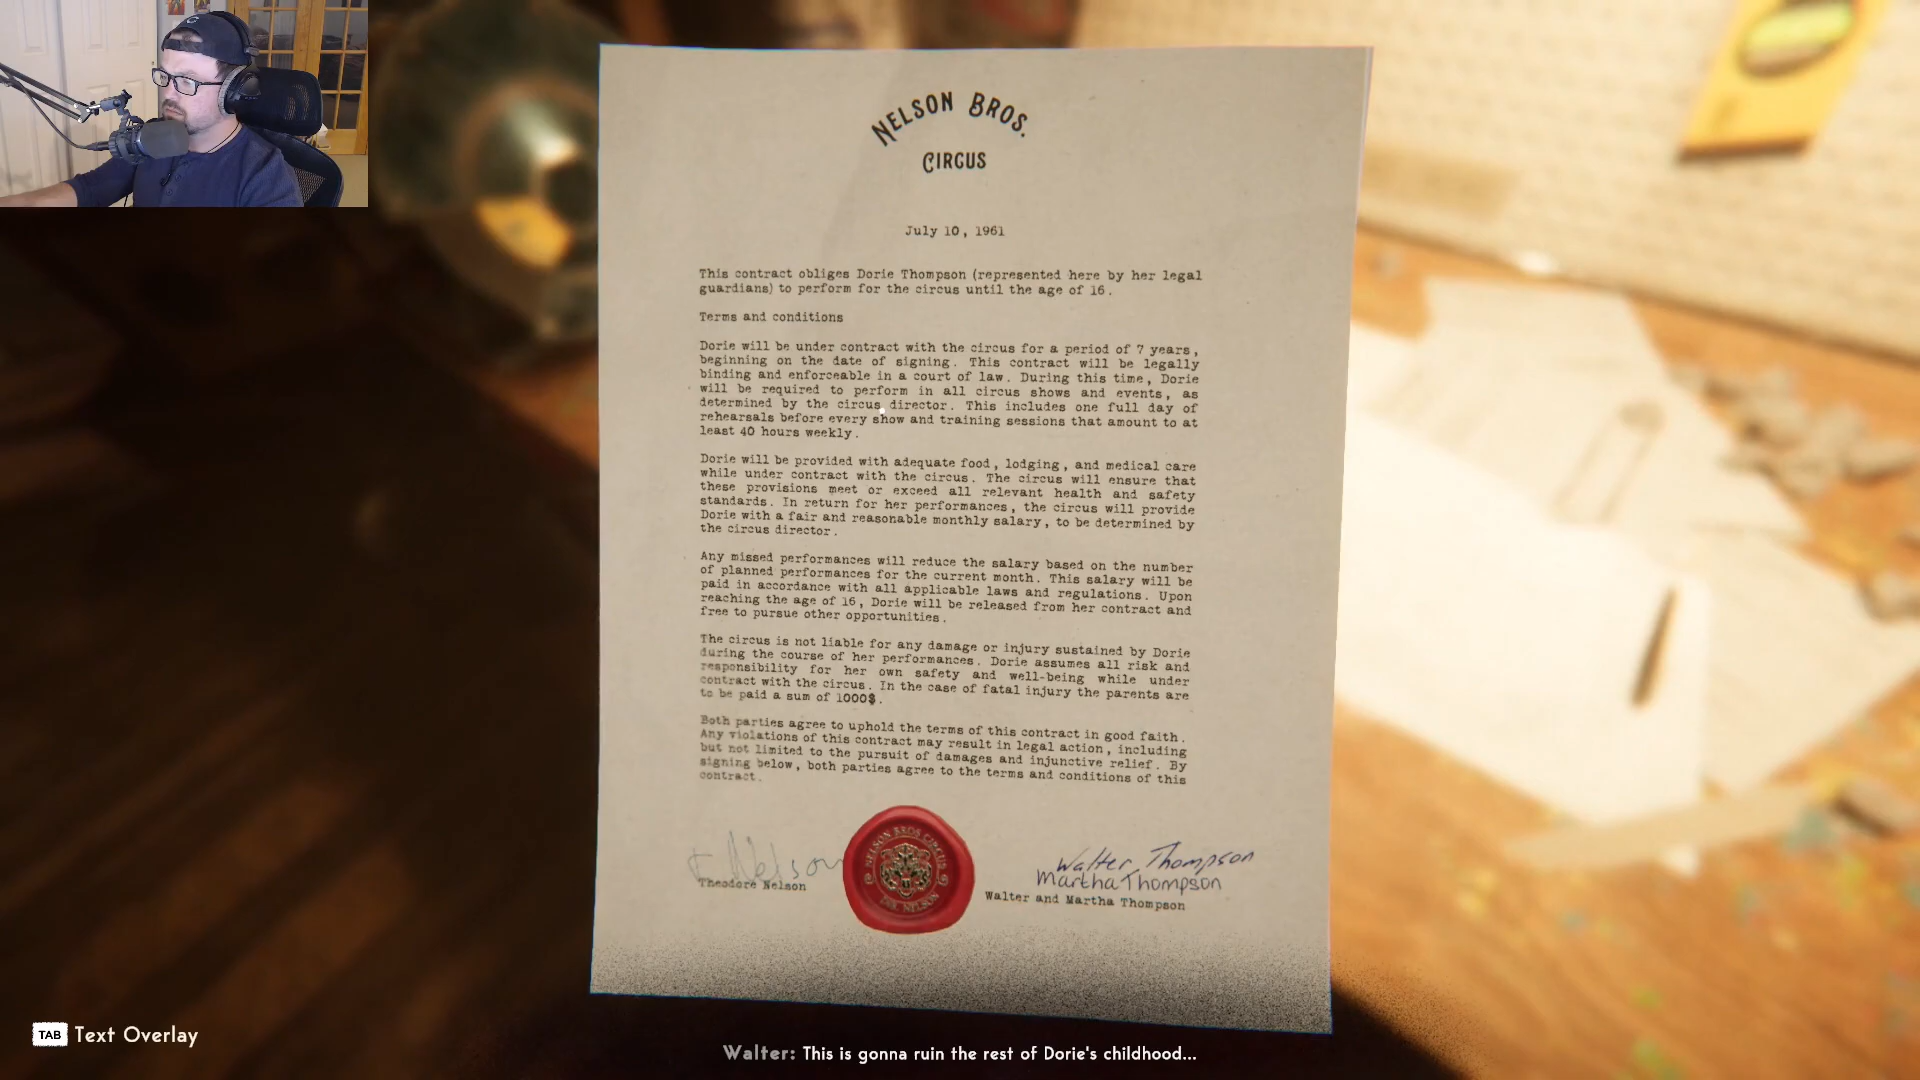 NELSON BROS.
CIRCUS
July 10, 1961
This contract obliges Dorie Thompson (represented here by her legal
guardians) to perform for the circus until the age of 16.
Terms and conditions
Dorie will be under contract with the circus for a period of 7 years,
beginning on the date of signing. This contract will be legally
binding and enforceable in a court of law. During this time, Dorie
will be required to perform in all circus shows and events, as
determined by the circus director. This includes one full day of
rehearsals before every show and training sessions that amount to at
least 40 hours weekly.
Dorie will be provided with adequate food, lodging, and medical care
while under contract with the circus. The circus will ensure that
these provisions meet or exceed all relevant health and safety
standards. In return for her performances, the circus will provide
Dorie with a fair and reasonable monthly salary, to be determined by
the circus director.
Any missed performances will reduce the salary based on the number
of planned performances for the current month. This salary will be
paid in accordance with all applicable laws and regulations. Upon
reaching the age of 16, Dorie will be released from her contract and
free to pursue other opportunities.
The circus is not liable for any damage or injury sustained by Dorie
during the course of her performances. Dorie assumes all risk and
responsibility for her own safety and well-being while under
contract with the circus. In the case of fatal injury the parents are
to be paid a sum of 1000$.
Both parties agree to uphold the terms of this contract in good faith.
Any violations of this contract may result in legal action, including
but not limited to the pursuit of damages and injunctive relief. By
signing below, both parties agree to the terms and conditions of this
contract.
t Nelson
Theodore Nelson
NELSON BROS CIRCUS
DIR. NELSON
Walter Thompson
Martha Thompson
Walter and Martha Thompson
TAB Text Overlay
Walter: This is gonna ruin the rest of Dorie's childhood...